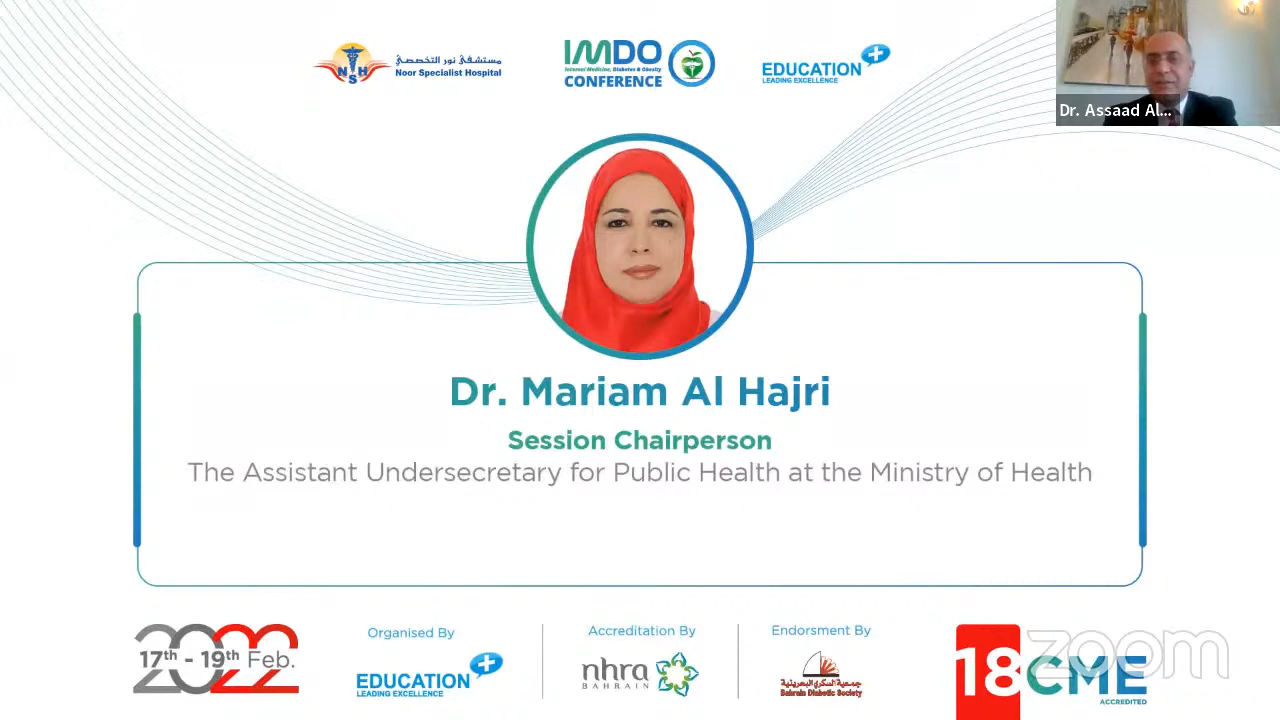 مستشفى نور التخصصي
NSH
Noor Specialist Hospital
IMDO
Internal Medicine, Diabetes & Obesity
CONFERENCE
EDUCATION
LEADING EXCELLENCE
Dr. Assaad Al...
Dr. Mariam Al Hajri
Session Chairperson
The Assistant Undersecretary for Public Health at the Ministry of Health
2022
17th - 19th Feb.
Organised By
EDUCATION
LEADING EXCELLENCE
Accreditation By
nhra
BAHRAIN
Endorsment By
جمعية السكري البحرينية
Bahrain Diabetic Society
18 CME
ACCREDITED
zoom